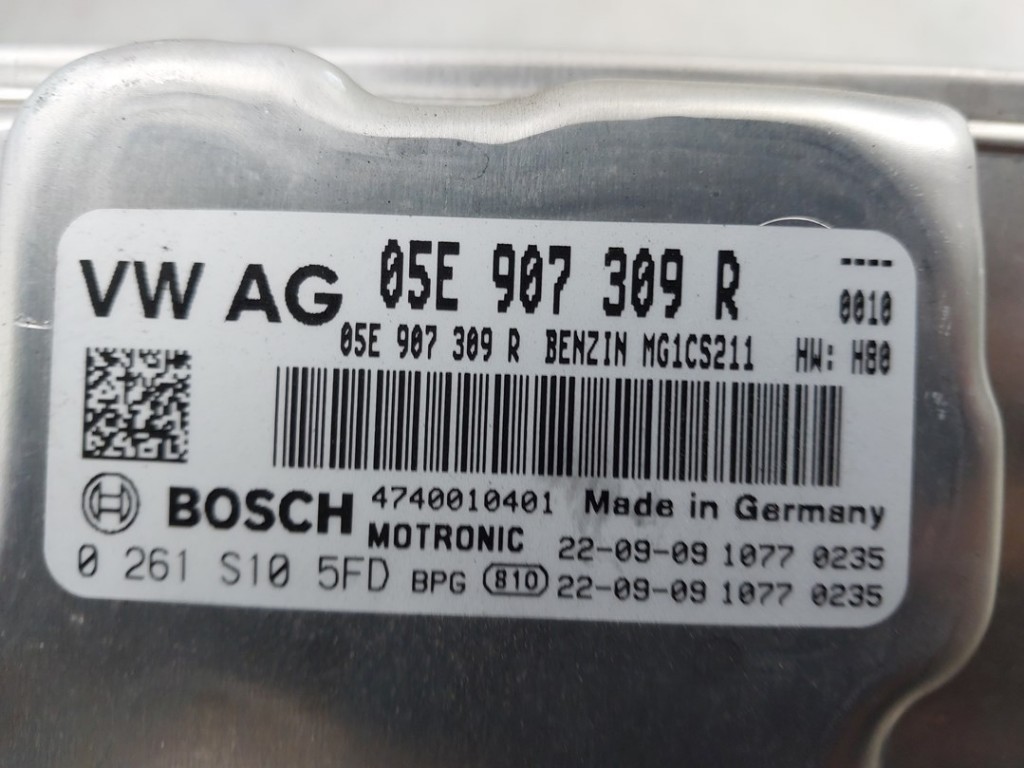 VW AG 05E 907 309 R ----
0010
05E 907 309 R BENZIN MG1CS211 HW: H80
BOSCH 4740010401 Made in Germany
MOTRONIC 22-09-09 1077 0235
0 261 S10 5FD BPG 810 22-09-09 1077 0235